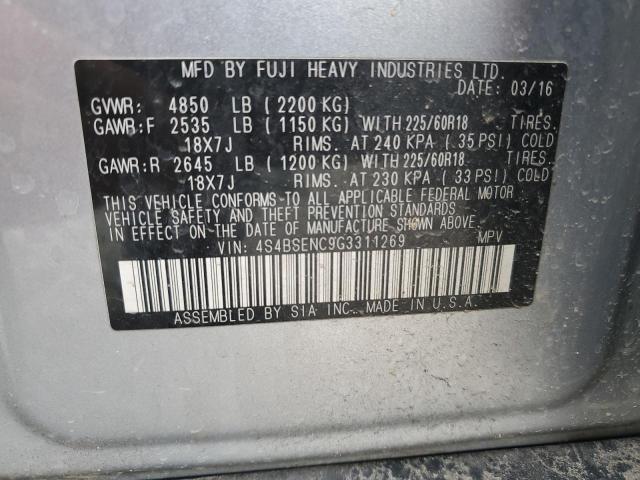 MFD BY FUJI HEAVY INDUSTRIES LTD.
DATE: 03/16
GVWR: 4850 LB (2200 KG)
GAWR:F 2535 LB (1150 KG) WITH 225/60R18 TIRES.
18X7J RIMS. AT 240 KPA (.35 PSI) COLD
GAWR:R 2645 LB (1200 KG) WITH 225/60R18 TIRES.
18X7J RIMS. AT 230 KPA (33 PSI) COLD
THIS VEHICLE CONFORMS TO ALL APPLICABLE FEDERAL MOTOR
VEHICLE SAFETY AND THEFT PREVENTION STANDARDS
IN EFFECT ON THE DATE OF MANUFACTURE SHOWN ABOVE.
VIN: 4S4BSENC9G3311269 MPV
ASSEMBLED BY SIA INC. MADE IN U.S.A.